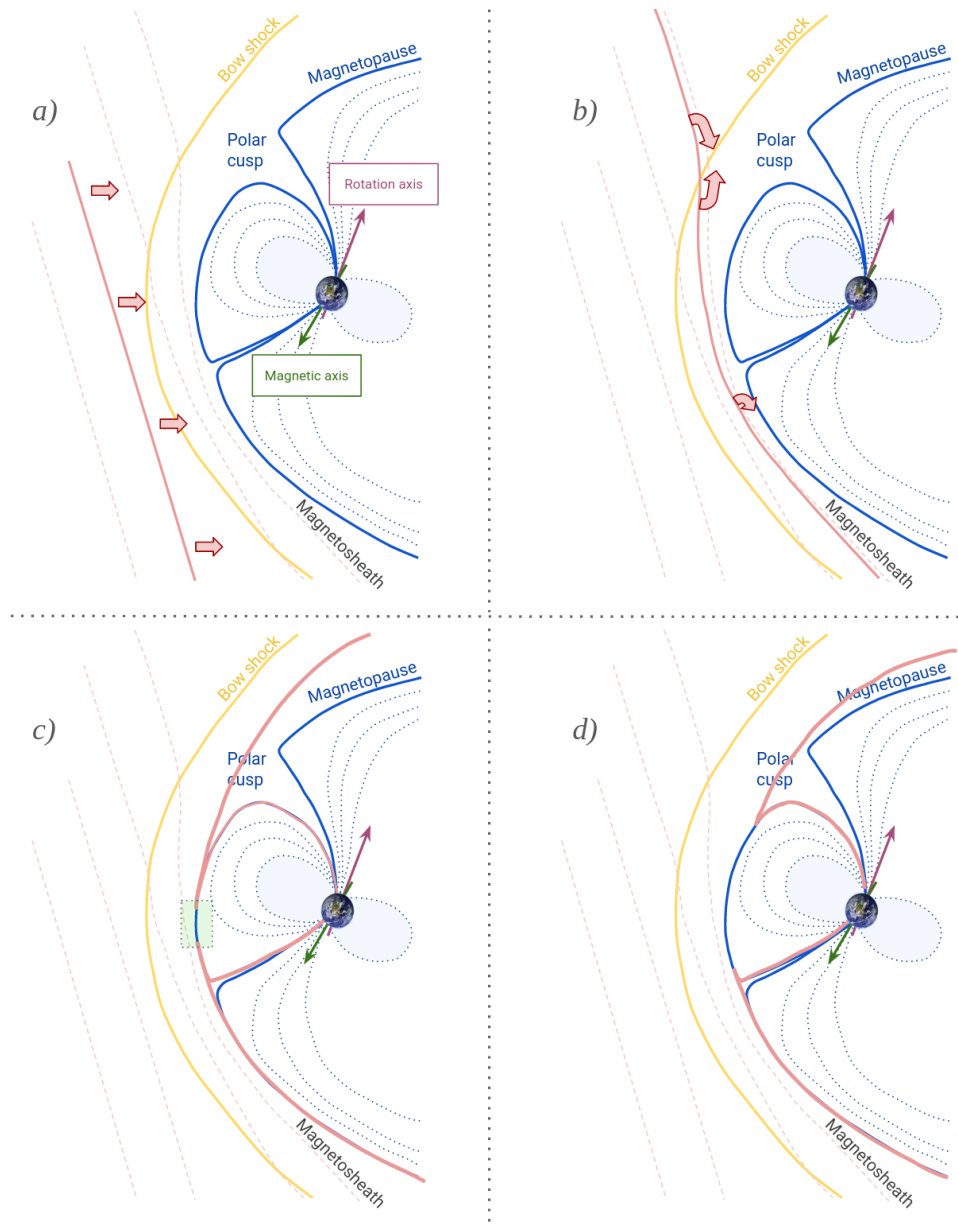 a)
Bow shock
Magnetopause
Polar
cusp
Rotation axis
Magnetic axis
Magnetosheath
b)
Bow shock
Magnetopause
Polar
cusp
Magnetosheath
c)
Bow shock
Magnetopause
Polar
cusp
Magnetosheath
d)
Bow shock
Magnetopause
Polar
cusp
Magnetosheath